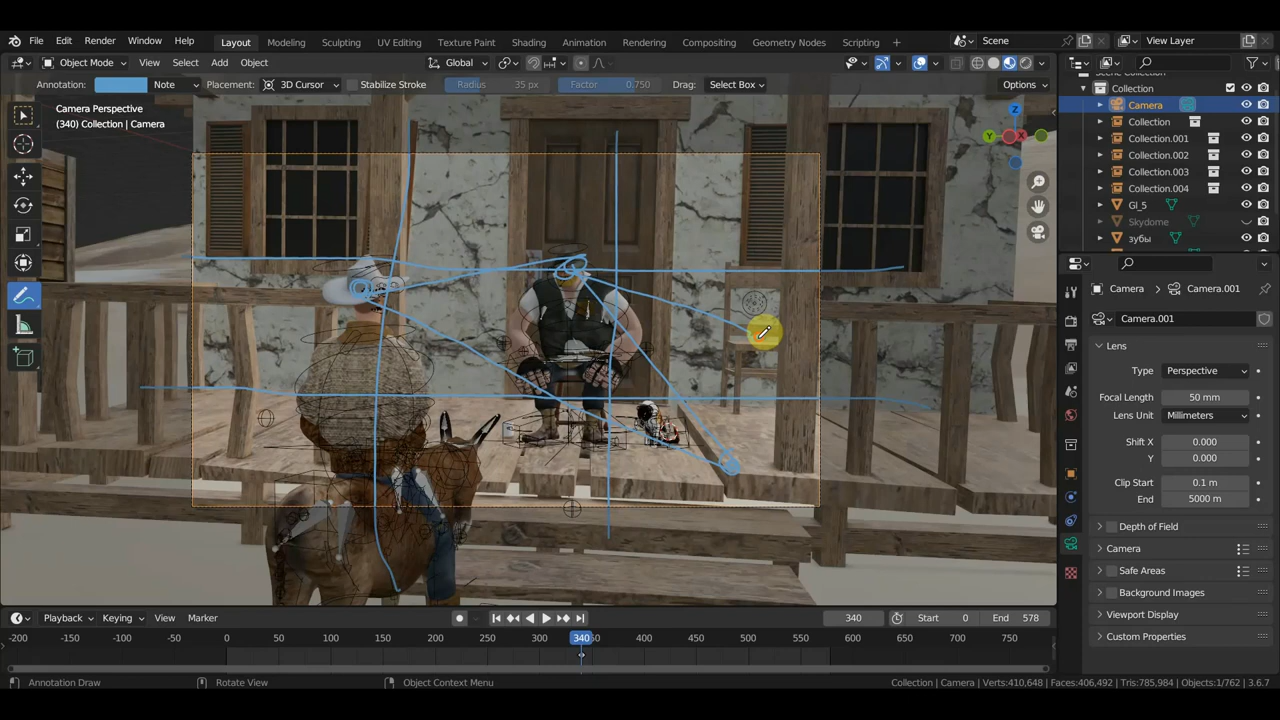 File Edit Render Window Help Layout Modeling Sculpting UV Editing Texture Paint Shading Animation Rendering Compositing Geometry Nodes Scripting + Scene View Layer
Object Mode View Select Add Object Global Options
Annotation: Note Placement: 3D Cursor Stabilize Stroke Radius 35 px Factor 0.750 Drag: Select Box
Camera Perspective
(340) Collection | Camera
Z
Y
X
Scene Collection
Collection
Camera
Collection
Collection.001
Collection.002
Collection.003
Collection.004
Gl_5
Skydome
зубы
Camera > Camera.001
Camera.001
Lens
Type Perspective
Focal Length 50 mm
Lens Unit Millimeters
Shift X 0.000
Y 0.000
Clip Start 0.1 m
End 5000 m
Depth of Field
Camera
Safe Areas
Background Images
Viewport Display
Custom Properties
Playback Keying View Marker 340 Start 0 End 578
-200 -150 -100 -50 0 50 100 150 200 250 300 340 400 450 500 550 600 650 700 750
Annotation Draw Rotate View Object Context Menu Collection | Camera | Verts:410,648 | Faces:406,492 | Tris:785,984 | Objects:1/762 | 3.6.7